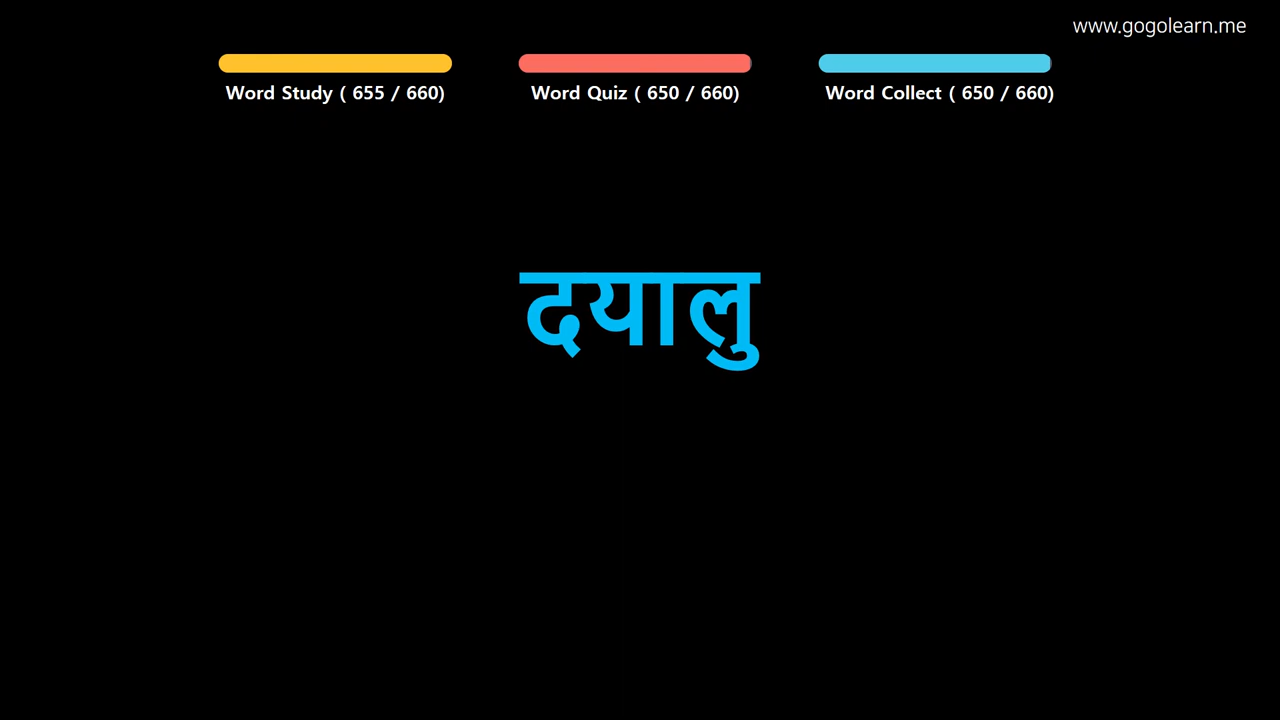 www.gogolearn.me
Word Study ( 655 / 660)
Word Quiz ( 650 / 660)
Word Collect ( 650 / 660)
दयालु